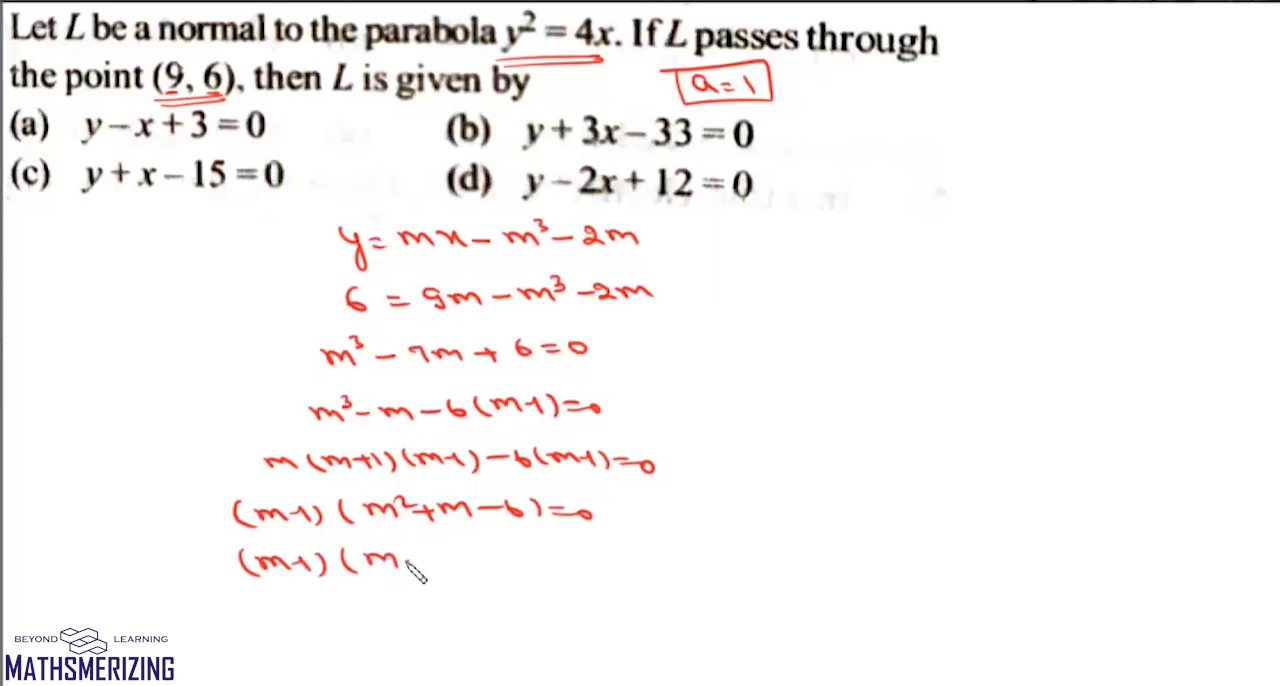 Let L be a normal to the parabola y² = 4x. If L passes through
the point (9, 6), then L is given by
a = 1
(a) y – x + 3 = 0 (b) y + 3x – 33 = 0
(c) y + x – 15 = 0 (d) y – 2x + 12 = 0
y = mx – m³ – 2m
6 = 9m – m³ – 2m
m³ – 7m + 6 = 0
m³ – m – 6(m-1) = 0
m(m+1)(m-1) – 6(m-1) = 0
(m-1)(m²+m–6) = 0
(m-1)(m
BEYOND LEARNING
MATHSMERIZING